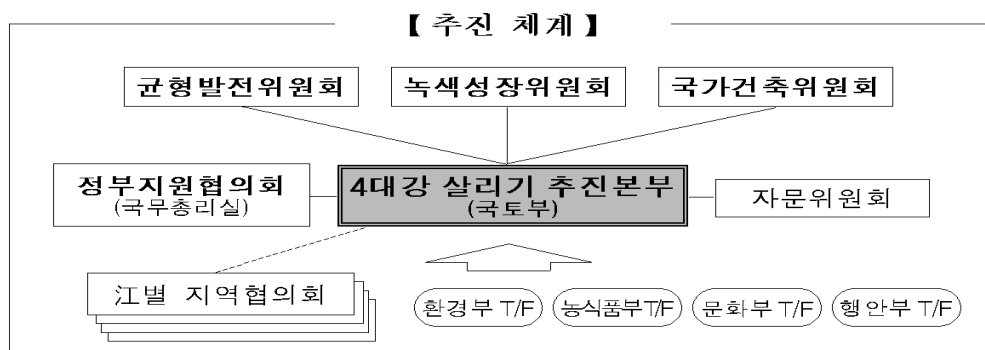 【 추진 체계 】
균형발전위원회
녹색성장위원회
국가건축위원회
정부지원협의회
(국무총리실)
4대강 살리기 추진본부
(국토부)
자문위원회
江별 지역협의회
환경부 T/F
농식품부T/F
문화부 T/F
행안부 T/F